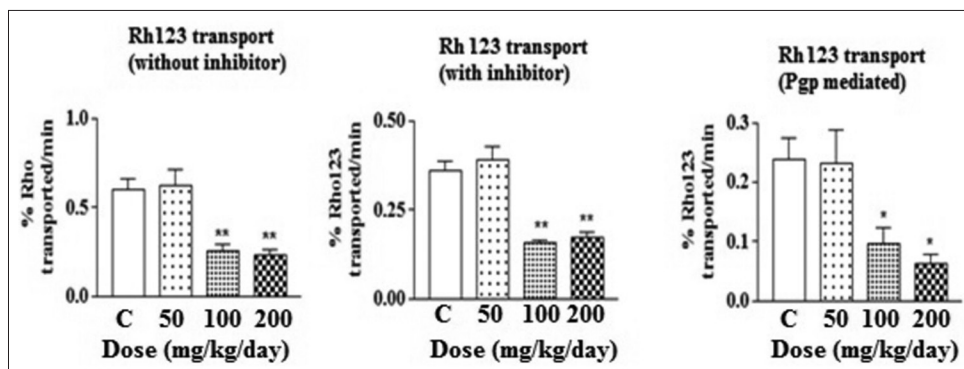 Rh123 transport
(without inhibitor)
% Rho
transported/min
1.0
0.5
0.0
**
**
C 50 100 200
Dose (mg/kg/day)
Rh 123 transport
(with inhibitor)
% Rho123
transported/min
0.50
0.25
0.00
**
**
C 50 100 200
Dose (mg/kg/day)
Rh123 transport
(Pgp mediated)
% Rho123
transported/min
0.3
0.2
0.1
0.0
*
*
C 50 100 200
Dose (mg/kg/day)